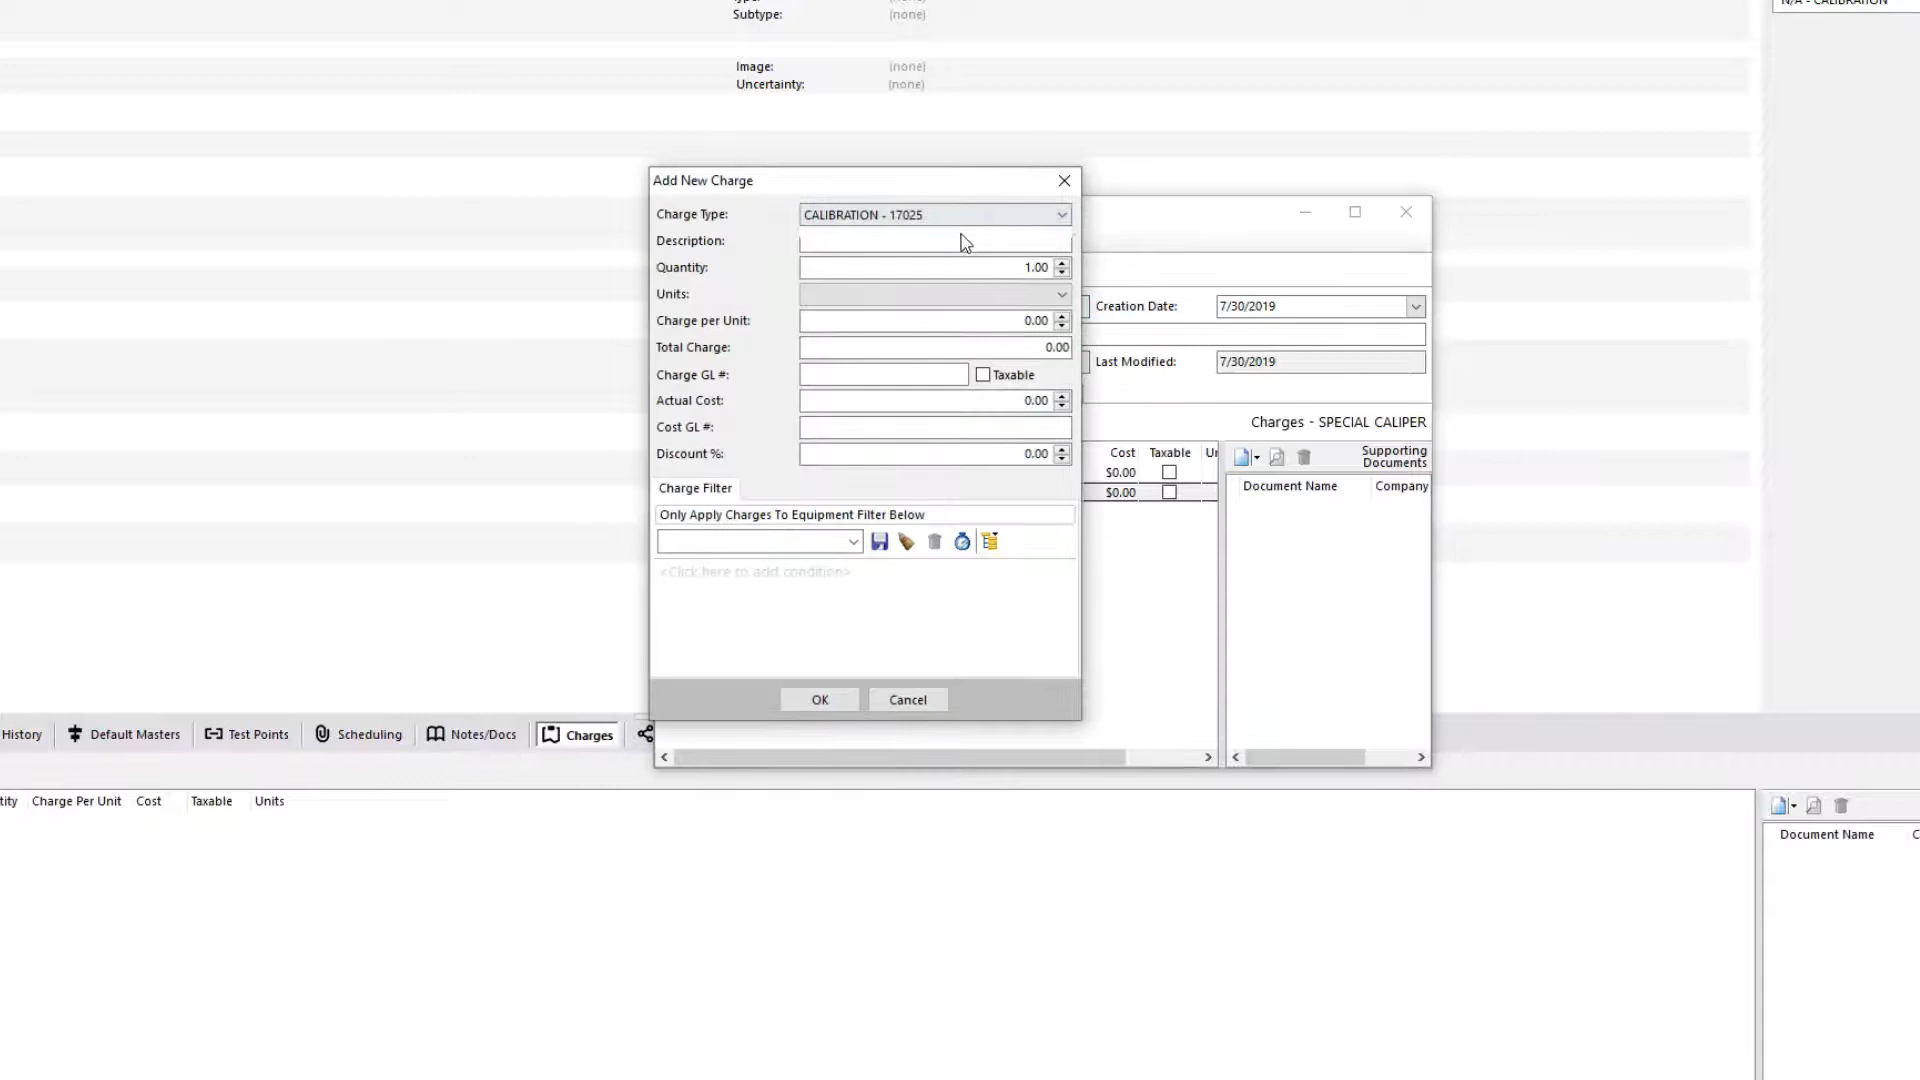 Subtype: (none)
N/A - CALIBRATION
Image: (none)
Uncertainty: (none)
Add New Charge
Charge Type: CALIBRATION - 17025
Description:
Quantity: 1.00
Units:
Charge per Unit: 0.00
Total Charge: 0.00
Charge GL #: Taxable
Actual Cost: 0.00
Cost GL #:
Discount %: 0.00
Charge Filter
Only Apply Charges To Equipment Filter Below
<Click here to add condition>
OK Cancel
Creation Date: 7/30/2019
Last Modified: 7/30/2019
Charges - SPECIAL CALIPER
Cost Taxable
$0.00
$0.00
Supporting
Documents
Document Name Company
History Default Masters Test Points Scheduling Notes/Docs Charges
tity Charge Per Unit Cost Taxable Units
Document Name C